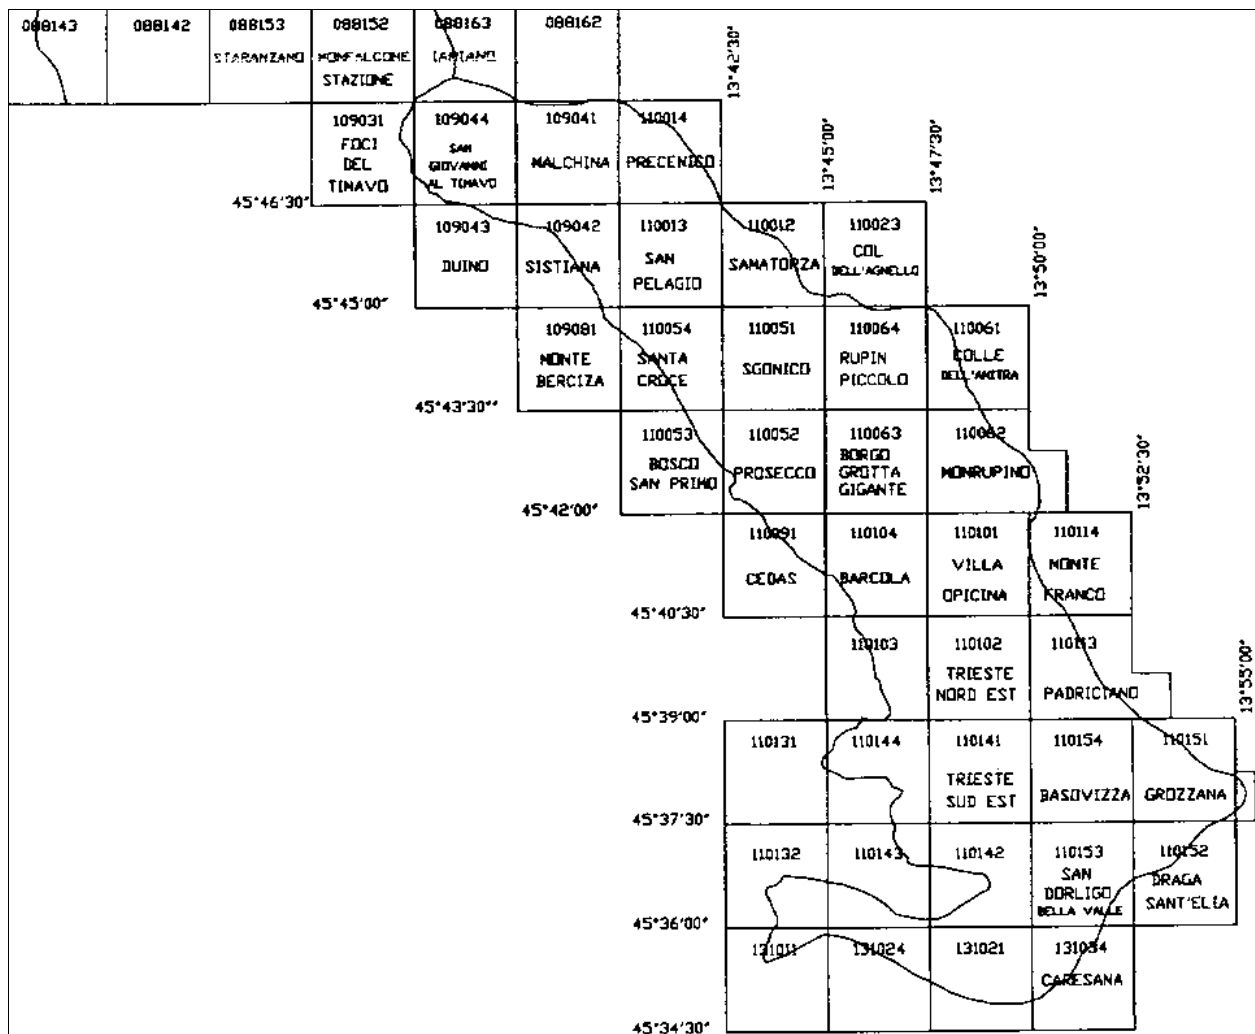 088143 088142 088153 088152 088163 088162
STARANZANO MONFALCONE
STAZIONE
13°42'30"
109031 109044 109041 110014
FOCI
DEL
TIMAVO
SAN
GIOVANNI
AL TIMAVO
MALCHINA PRECENICO
13°45'00"
13°47'30"
45°46'30"
109043 109042 110013 110012 110023
DUINO SISTIANA
SAN
PELAGIO
SAMATORZA
COL
DELL'AGNELLO
13°50'00"
45°45'00"
109081 110054 110051 110064 110061
MONTE
BERCIZA
SANTA
CROCE
SGONICO
RUPIN
PICCOLO
COLLE
DELL'ANITRA
45°43'30"
110053 110052 110063 110062
BOSCO
SAN PRIMO
PROSECCO
BORGO
GROTTA
GIGANTE
MONRUPINO
13°52'30"
45°42'00"
110091 110104 110101 110114
CEDAS BARCOLA
VILLA
OPICINA
MONTE
FRANCO
45°40'30"
110103 110102 110113
TRIESTE
NORD EST
PADRICIANO
13°55'00"
45°39'00"
110131 110144 110141 110154 110151
TRIESTE
SUD EST
BASOVIZZA GROZZANA
45°37'30"
110132 110143 110142 110153 110152
SAN
DORLIGO
DELLA VALLE
DRAGA
SANT'ELIA
45°36'00"
131011 131024 131021 131034
CARESANA
45°34'30"